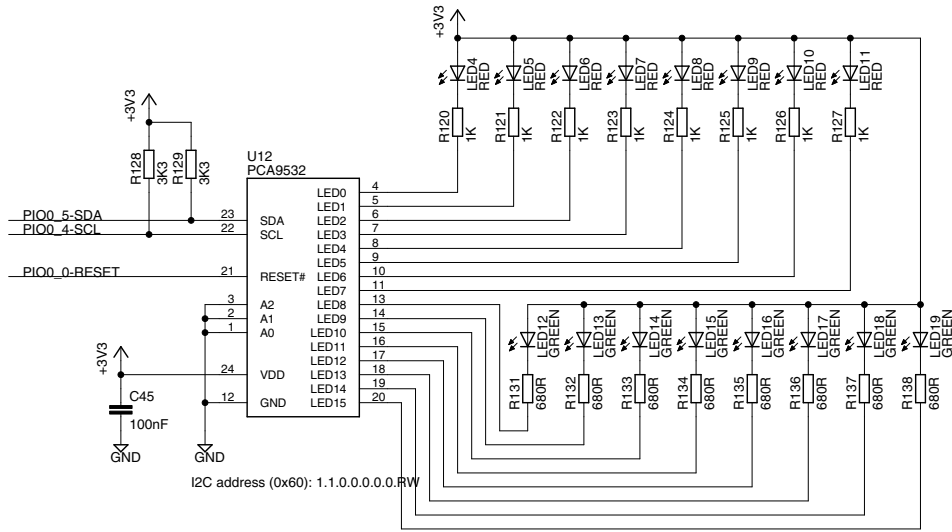 +3V3
LED4
RED
LED5
RED
LED6
RED
LED7
RED
LED8
RED
LED9
RED
LED10
RED
LED11
RED
R120
1K
R121
1K
R122
1K
R123
1K
R124
1K
R125
1K
R126
1K
R127
1K
+3V3
R128
3K3
R129
3K3
U12
PCA9532
PIO0_5-SDA
23
SDA
PIO0_4-SCL
22
SCL
PIO0_0-RESET
21
RESET#
3
A2
2
A1
1
A0
24
VDD
12
GND
LED0
4
LED1
5
LED2
6
LED3
7
LED4
8
LED5
9
LED6
10
LED7
11
LED8
13
LED9
14
LED10
15
LED11
16
LED12
17
LED13
18
LED14
19
LED15
20
LED12
GREEN
LED13
GREEN
LED14
GREEN
LED15
GREEN
LED16
GREEN
LED17
GREEN
LED18
GREEN
LED19
GREEN
R131
680R
R132
680R
R133
680R
R134
680R
R135
680R
R136
680R
R137
680R
R138
680R
+3V3
C45
100nF
GND
GND
I2C address (0x60): 1.1.0.0.0.0.0.RW